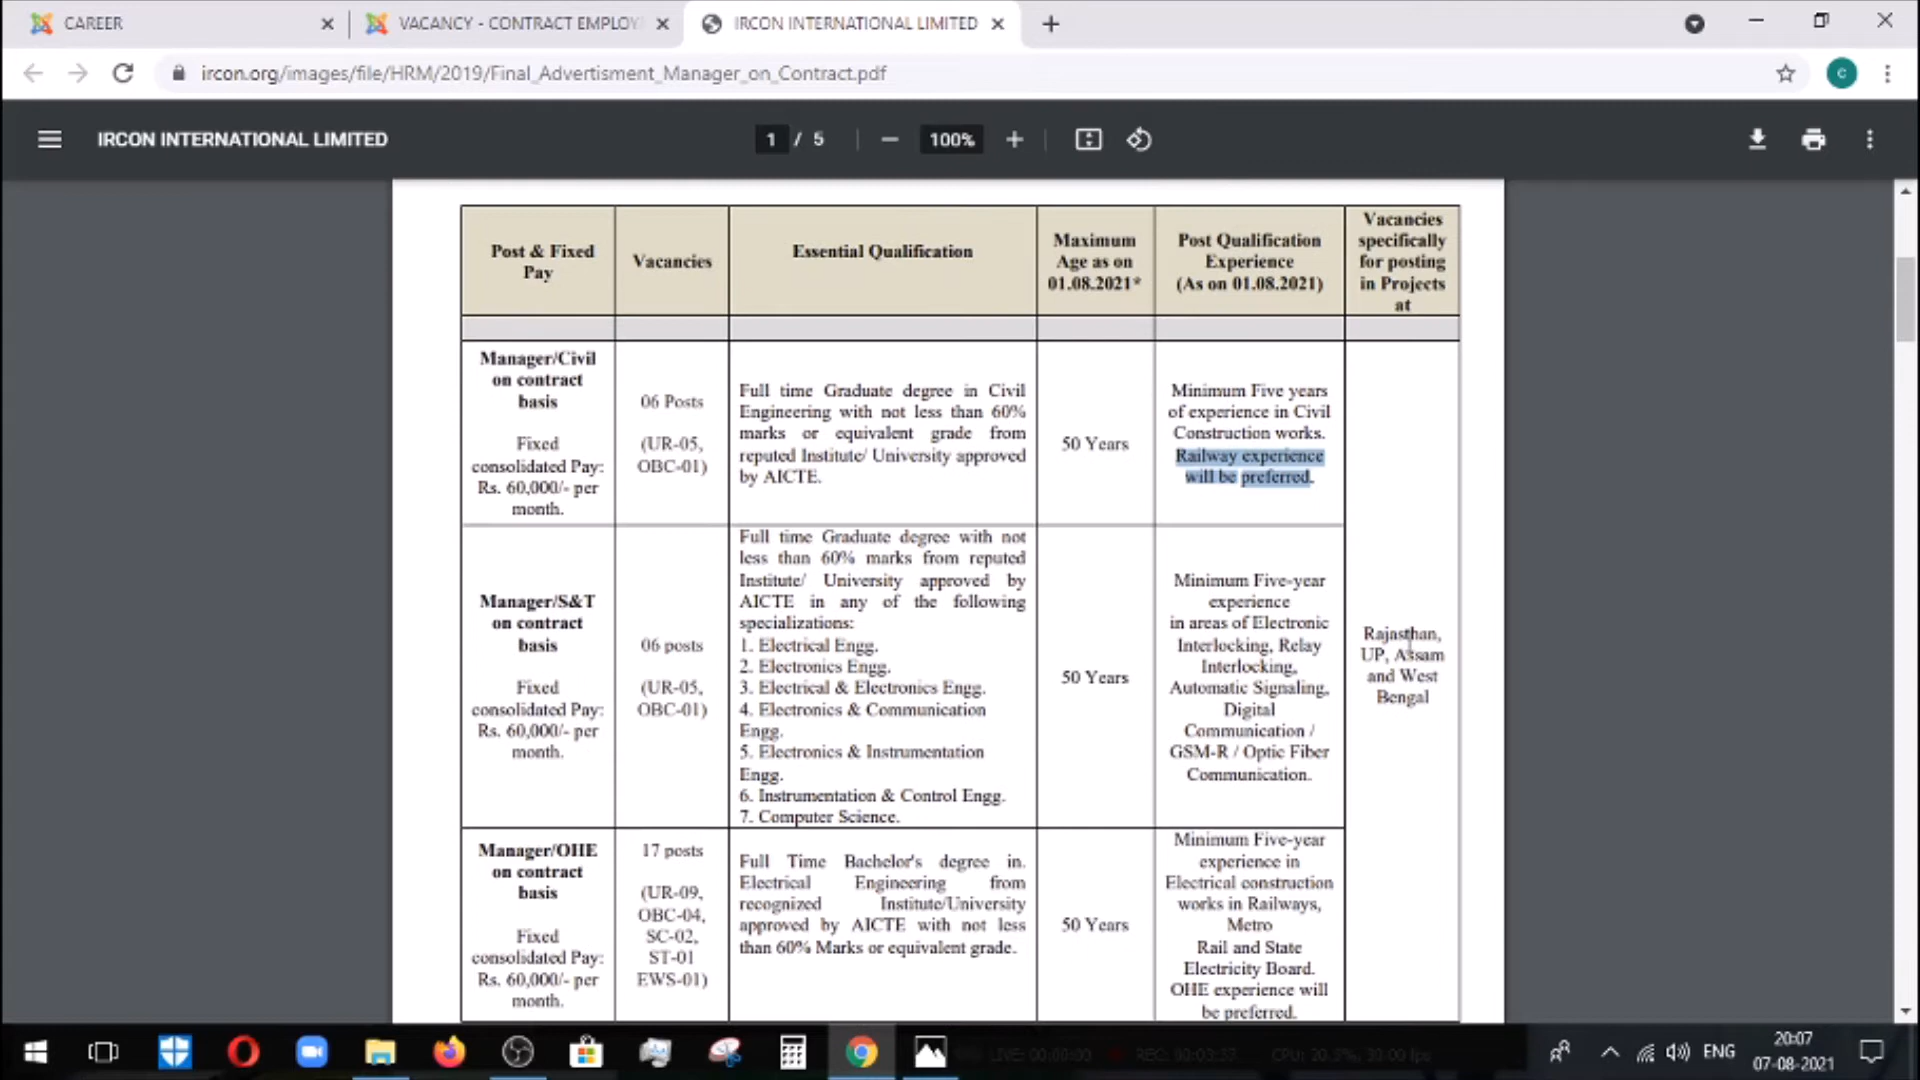 CAREER
VACANCY - CONTRACT EMPLOY
IRCON INTERNATIONAL LIMITED
ircon.org/images/file/HRM/2019/Final_Advertisment_Manager_on_Contract.pdf
C
IRCON INTERNATIONAL LIMITED
1 / 5
100%
Post & Fixed
Pay
Vacancies
Essential Qualification
Maximum
Age as on
01.08.2021*
Post Qualification
Experience
(As on 01.08.2021)
Vacancies
specifically
for posting
in Projects
at
Manager/Civil
on contract
basis
Fixed
consolidated Pay:
Rs. 60,000/- per
month.
06 Posts
(UR-05,
OBC-01)
Full time Graduate degree in Civil
Engineering with not less than 60%
marks or equivalent grade from
reputed Institute/ University approved
by AICTE.
50 Years
Minimum Five years
of experience in Civil
Construction works.
Railway experience
will be preferred.
Manager/S&T
on contract
basis
Fixed
consolidated Pay:
Rs. 60,000/- per
month.
06 posts
(UR-05,
OBC-01)
Full time Graduate degree with not
less than 60% marks from reputed
Institute/ University approved by
AICTE in any of the following
specializations:
1. Electrical Engg.
2. Electronics Engg.
3. Electrical & Electronics Engg.
4. Electronics & Communication
Engg.
5. Electronics & Instrumentation
Engg.
6. Instrumentation & Control Engg.
7. Computer Science.
50 Years
Minimum Five-year
experience
in areas of Electronic
Interlocking, Relay
Interlocking,
Automatic Signaling,
Digital
Communication /
GSM-R / Optic Fiber
Communication.
Rajasthan,
UP, Assam
and West
Bengal
Manager/OHE
on contract
basis
Fixed
consolidated Pay:
Rs. 60,000/- per
month.
17 posts
(UR-09,
OBC-04,
SC-02,
ST-01
EWS-01)
Full Time Bachelor's degree in.
Electrical Engineering from
recognized Institute/University
approved by AICTE with not less
than 60% Marks or equivalent grade.
50 Years
Minimum Five-year
experience in
Electrical construction
works in Railways,
Metro
Rail and State
Electricity Board.
OHE experience will
be preferred.
LIVE: 00:00:00
ENG
20:07
07-08-2021